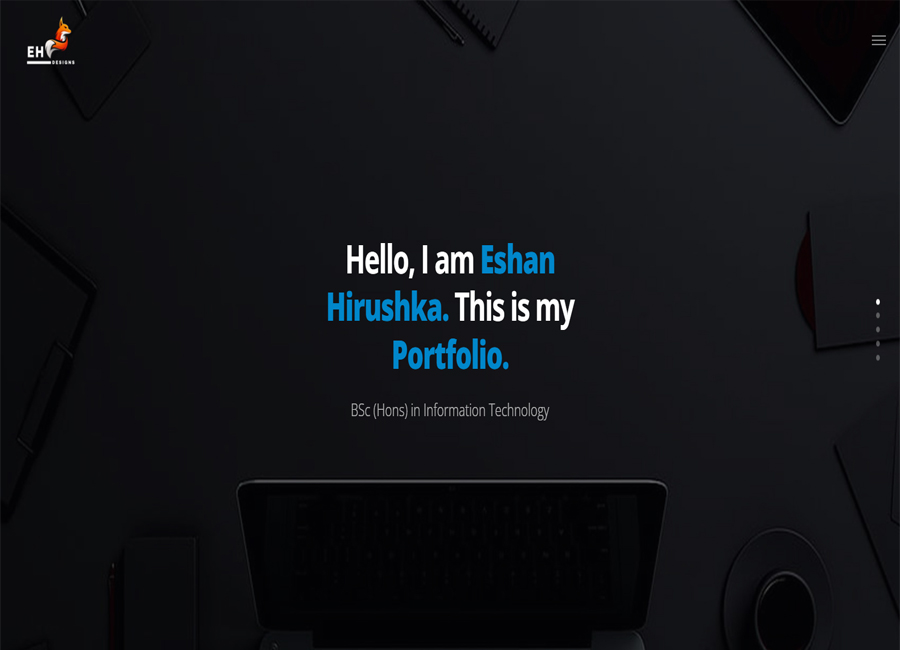 EH
DESIGNS
Hello, I am Eshan
Hirushka. This is my
Portfolio.
BSc (Hons) in Information Technology